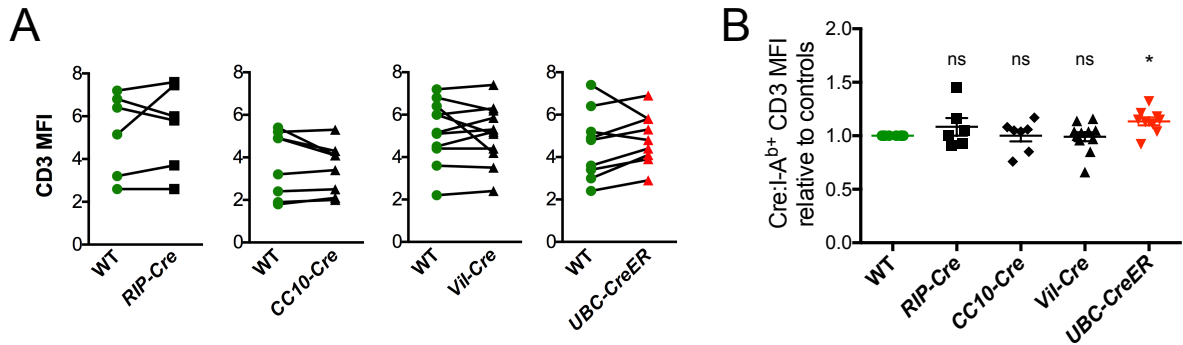 A
B
CD3 MFI
8
6
4
2
0
WT
RIP-Cre
8
6
4
2
0
WT
CC10-Cre
8
6
4
2
0
WT
Vil-Cre
8
6
4
2
0
WT
UBC-CreER
Cre:I-A^b+ CD3 MFI
relative to controls
2.0
1.5
1.0
0.5
0.0
ns
ns
ns
*
WT
RIP-Cre
CC10-Cre
Vil-Cre
UBC-CreER